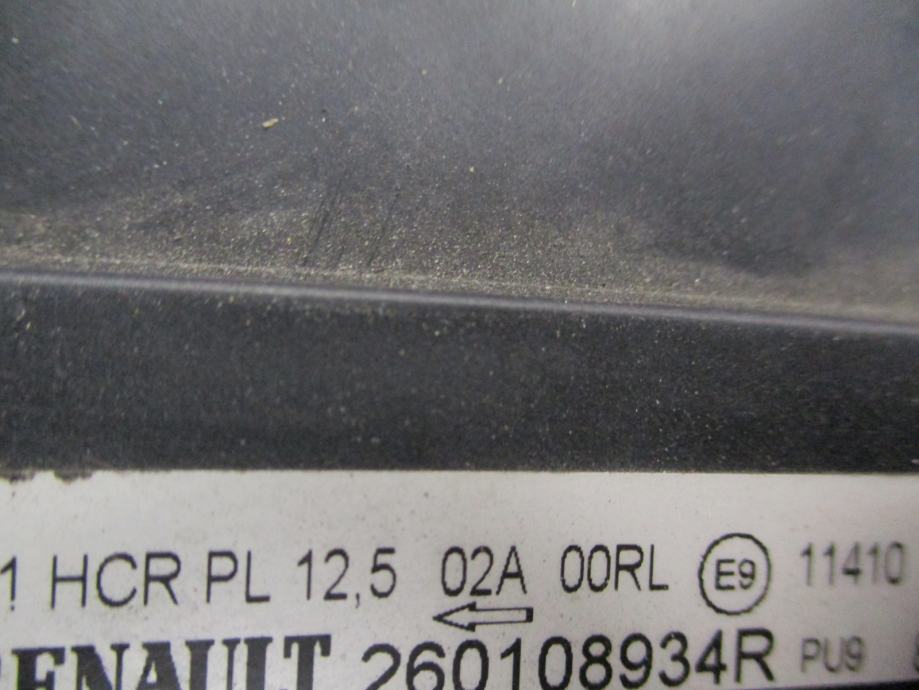 1 HCR PL 12,5 02A 00RL E9 11410
RENAULT 260108934R PU9